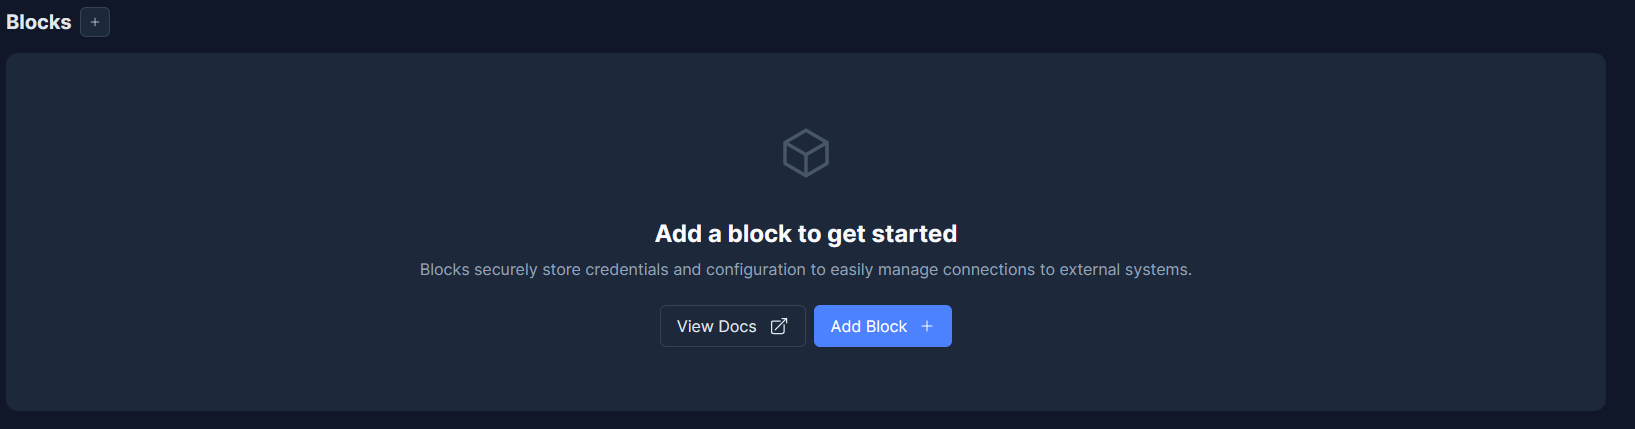 Blocks +
Add a block to get started
Blocks securely store credentials and configuration to easily manage connections to external systems.
View Docs
Add Block +